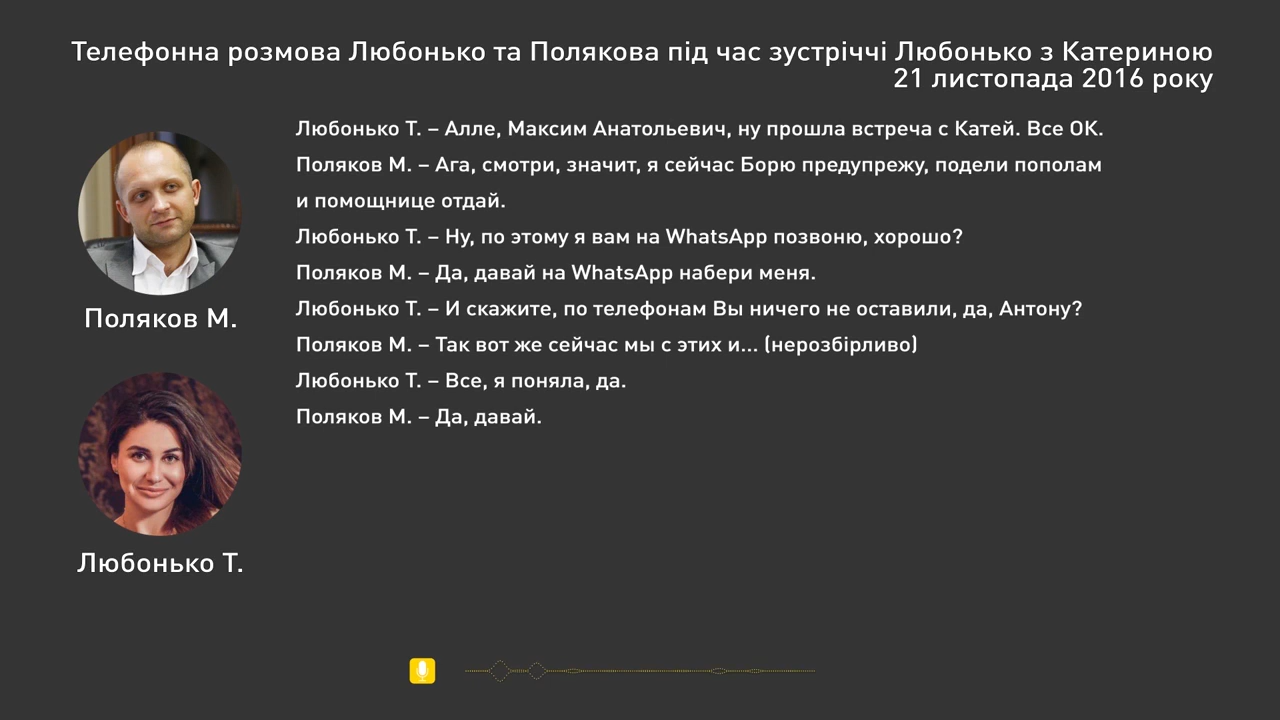 Телефонна розмова Любонько та Полякова під час зустріччі Любонько з Катериною
21 листопада 2016 року
Любонько Т. – Алле, Максим Анатольевич, ну прошла встреча с Катей. Все ОК.
Поляков М. – Ага, смотри, значит, я сейчас Борю предупрежу, подели пополам
и помощнице отдай.
Любонько Т. – Ну, по этому я вам на WhatsApp позвоню, хорошо?
Поляков М. – Да, давай на WhatsApp набери меня.
Любонько Т. – И скажите, по телефонам Вы ничего не оставили, да, Антону?
Поляков М. – Так вот же сейчас мы с этих и... (нерозбірливо)
Любонько Т. – Все, я поняла, да.
Поляков М. – Да, давай.
Поляков М.
Любонько Т.